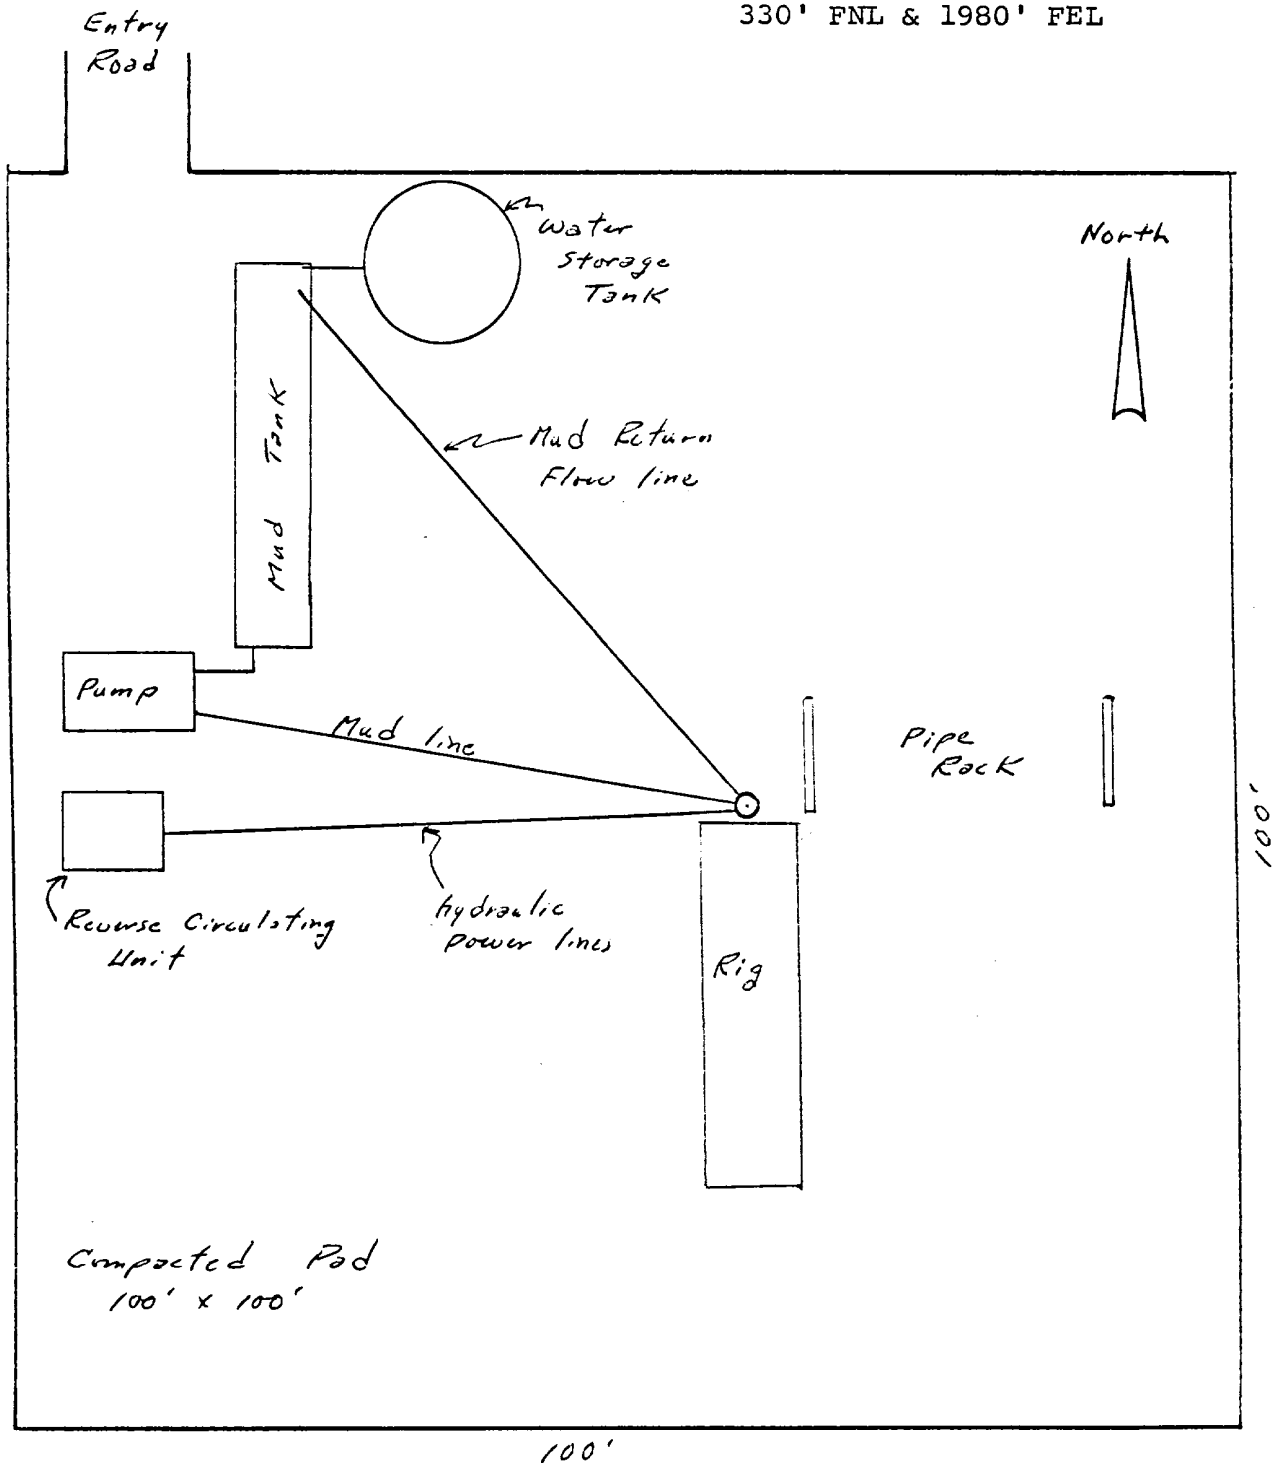 330' FNL & 1980' FEL
Entry
Road
Water
Storage
Tank
North
Mud Tank
Mud Return
Flow line
Pump
Mud line
Pipe
Rack
100'
Reverse Circulating
Unit
hydraulic
power lines
Rig
Compacted Pad
100' x 100'
100'